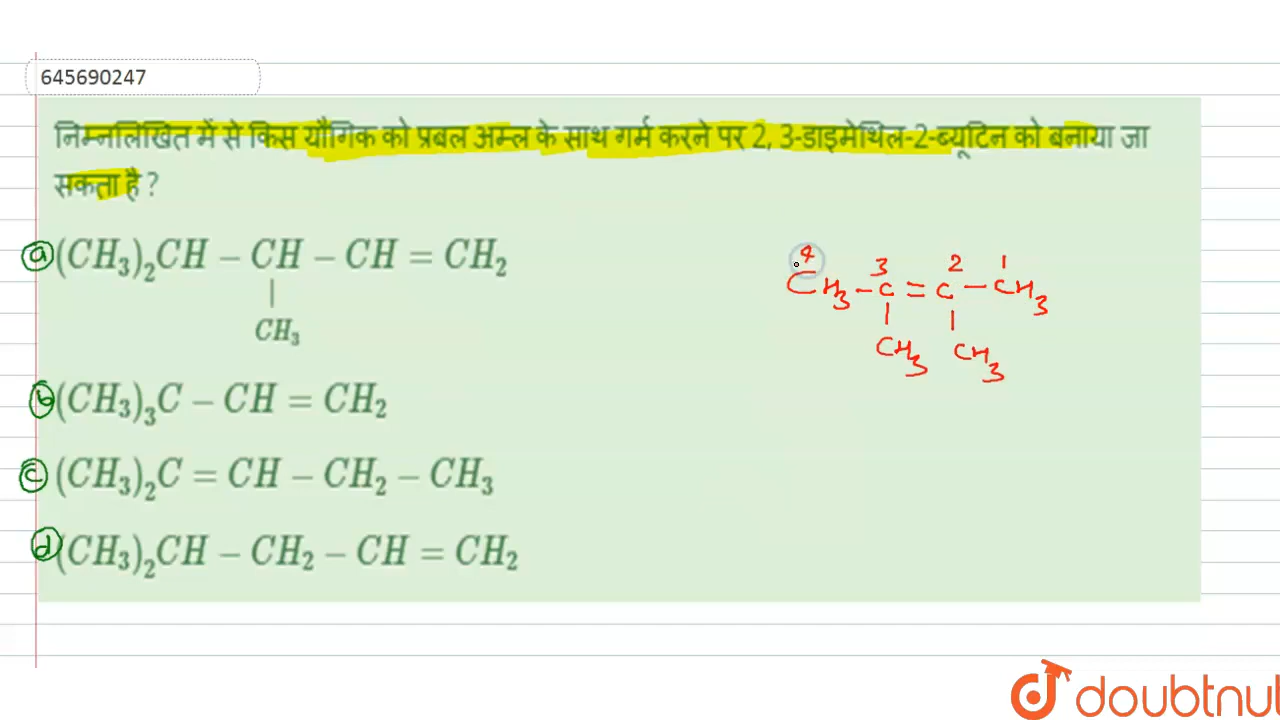 645690247
निम्नलिखित में से किस यौगिक को प्रबल अम्ल के साथ गर्म करने पर 2, 3-डाइमेथिल-2-ब्यूटिन को बनाया जा
सकता है ?
a (CH₃)₂CH – CH – CH = CH₂
|
CH₃
b (CH₃)₃C – CH = CH₂
c (CH₃)₂C = CH – CH₂ – CH₃
d (CH₃)₂CH – CH₂ – CH = CH₂
4 3 2 1
CH₃ – C = C – CH₃
| |
CH₃ CH₃
doubtnut